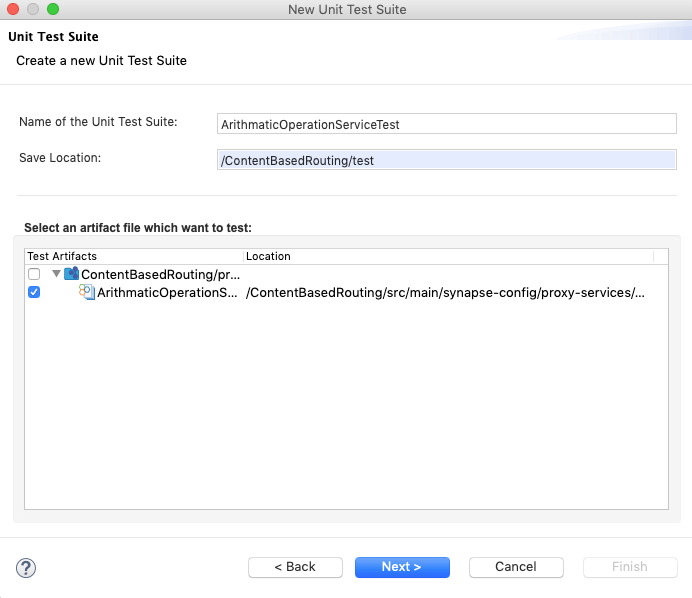 New Unit Test Suite
Unit Test Suite
Create a new Unit Test Suite
Name of the Unit Test Suite: ArithmaticOperationServiceTest
Save Location: /ContentBasedRouting/test
Select an artifact file which want to test:
Test Artifacts Location
ContentBasedRouting/pr...
ArithmaticOperationS... /ContentBasedRouting/src/main/synapse-config/proxy-services/...
? < Back Next > Cancel Finish